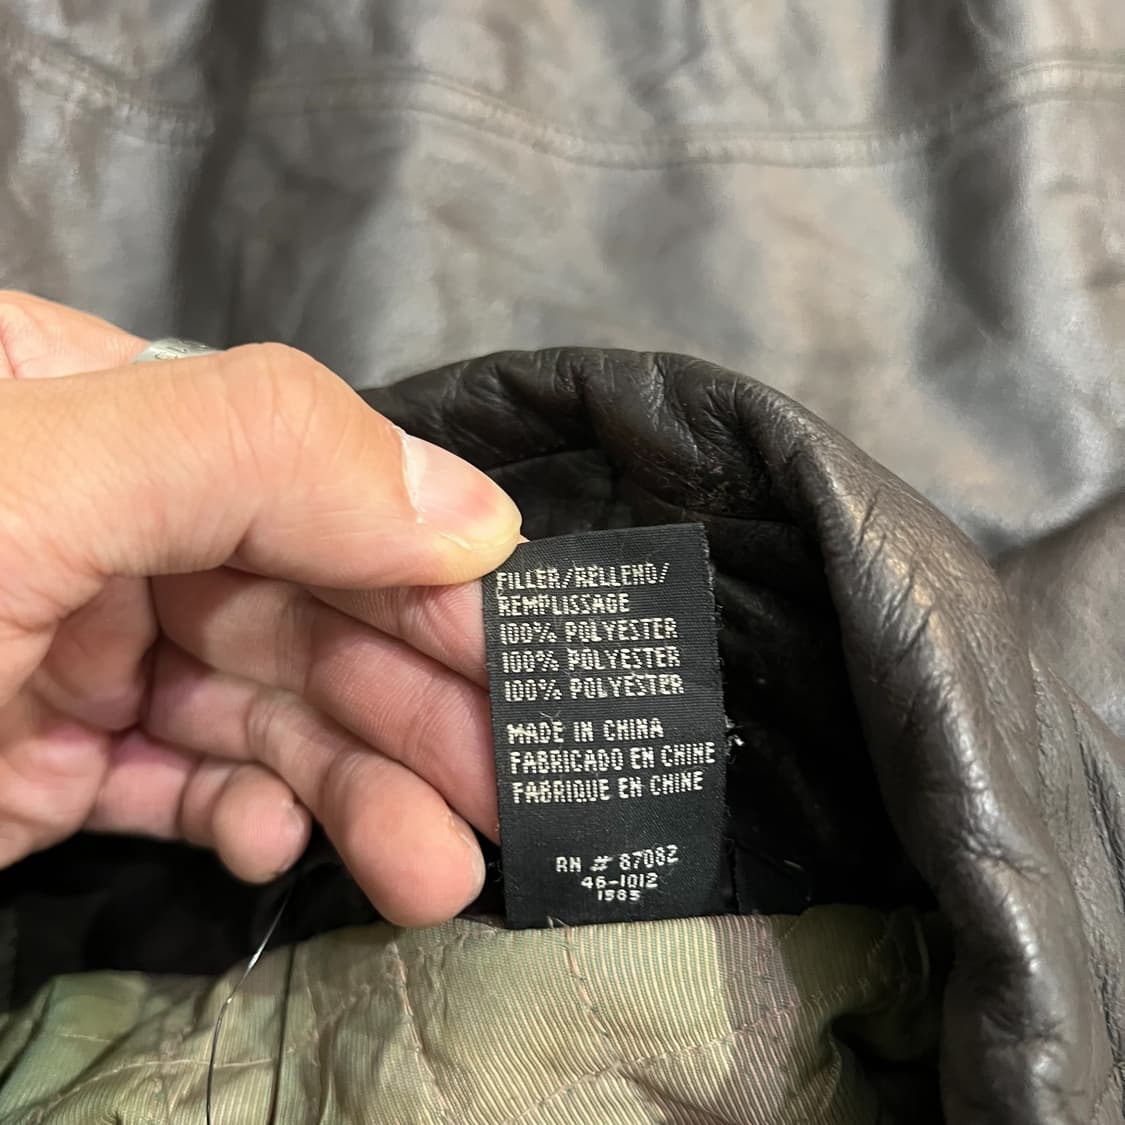 FILLER/RELLENO/
REMPLISSAGE
100% POLYESTER
100% POLYESTER
100% POLYESTER
MADE IN CHINA
FABRICADO EN CHINE
FABRIQUE EN CHINE
RN # 87082
46-1012
1585